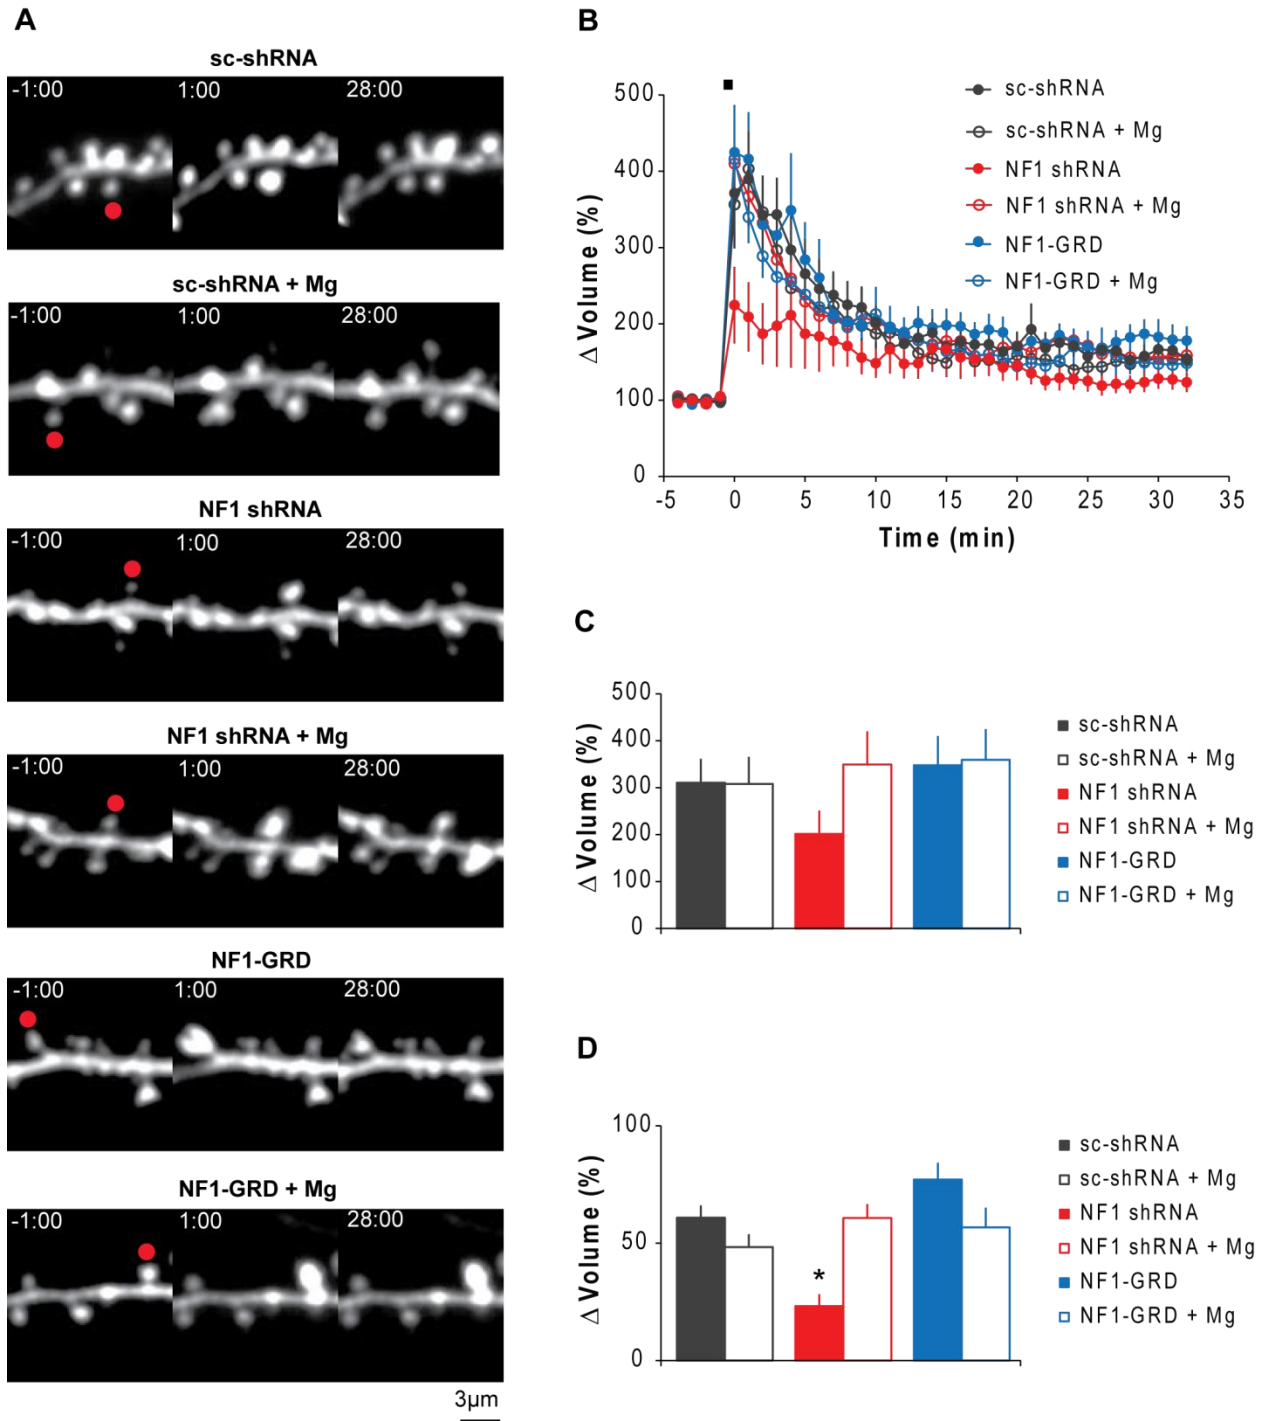 A
sc-shRNA
-1:00 1:00 28:00
sc-shRNA + Mg
-1:00 1:00 28:00
NF1 shRNA
-1:00 1:00 28:00
NF1 shRNA + Mg
-1:00 1:00 28:00
NF1-GRD
-1:00 1:00 28:00
NF1-GRD + Mg
-1:00 1:00 28:00
3µm
B
Δ Volume (%)
500
400
300
200
100
0
-5 0 5 10 15 20 25 30 35
Time (min)
sc-shRNA
sc-shRNA + Mg
NF1 shRNA
NF1 shRNA + Mg
NF1-GRD
NF1-GRD + Mg
C
Δ Volume (%)
500
400
300
200
100
0
sc-shRNA
sc-shRNA + Mg
NF1 shRNA
NF1 shRNA + Mg
NF1-GRD
NF1-GRD + Mg
D
Δ Volume (%)
100
50
0
*
sc-shRNA
sc-shRNA + Mg
NF1 shRNA
NF1 shRNA + Mg
NF1-GRD
NF1-GRD + Mg